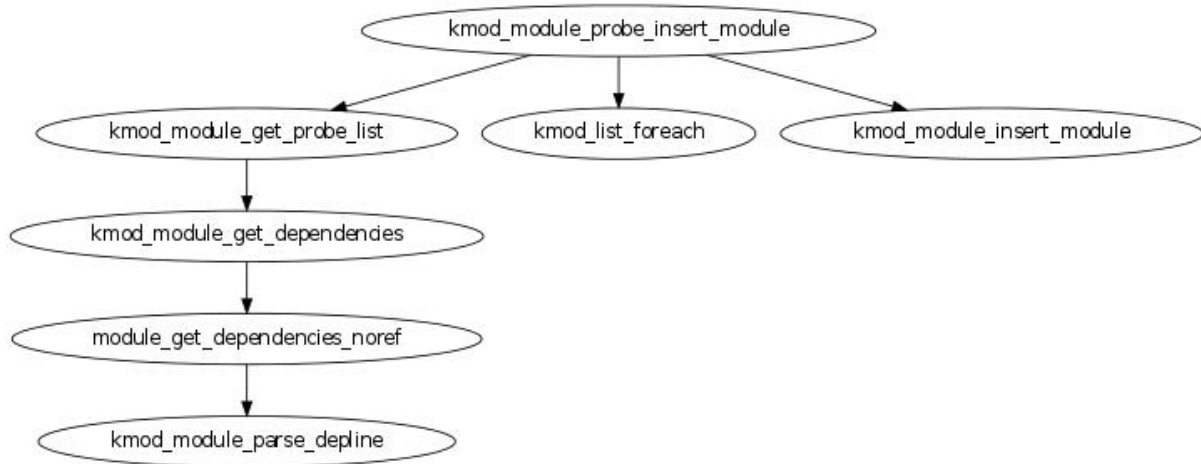 kmod_module_probe_insert_module
kmod_module_get_probe_list
kmod_list_foreach
kmod_module_insert_module
kmod_module_get_dependencies
module_get_dependencies_noref
kmod_module_parse_depline